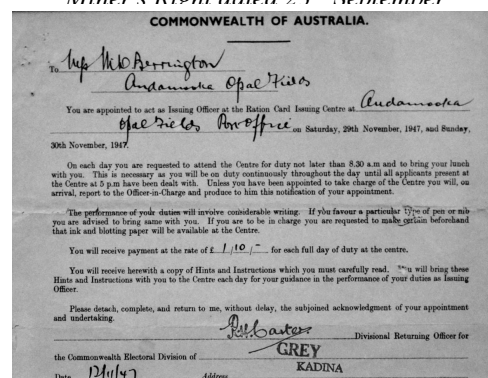 Miner's Right dated 25th September
COMMONWEALTH OF AUSTRALIA.
To Berrington
Andamooka Opal Fields
You are appointed to act as Issuing Officer at the Ration Card Issuing Centre at Andamooka
Opal Fields Post Office on Saturday, 29th November, 1947, and Sunday,
30th November, 1947.
On each day you are requested to attend the Centre for duty not later than 8.30 a.m and to bring your lunch
with you. This is necessary as you will be on duty continuously throughout the day until all applicants present at
the Centre at 5 p.m have been dealt with. Unless you have been appointed to take charge of the Centre you will, on
arrival, report to the Officer-in-Charge and produce to him this notification of your appointment.
The performance of your duties will involve considerable writing. If you favour a particular type of pen or nib
you are advised to bring same with you. If you are to be in charge you are requested to make certain beforehand
that ink and blotting paper will be available at the Centre.
You will receive payment at the rate of £ 1/10/- for each full day of duty at the centre.
You will receive herewith a copy of Hints and Instructions which you must carefully read. You will bring these
Hints and Instructions with you to the Centre each day for your guidance in the performance of your duties as Issuing
Officer.
Please detach, complete, and return to me, without delay, the subjoined acknowledgment of your appointment
and undertaking.
Divisional Returning Officer for
the Commonwealth Electoral Division of GREY
KADINA
Date 12/11/47 Address